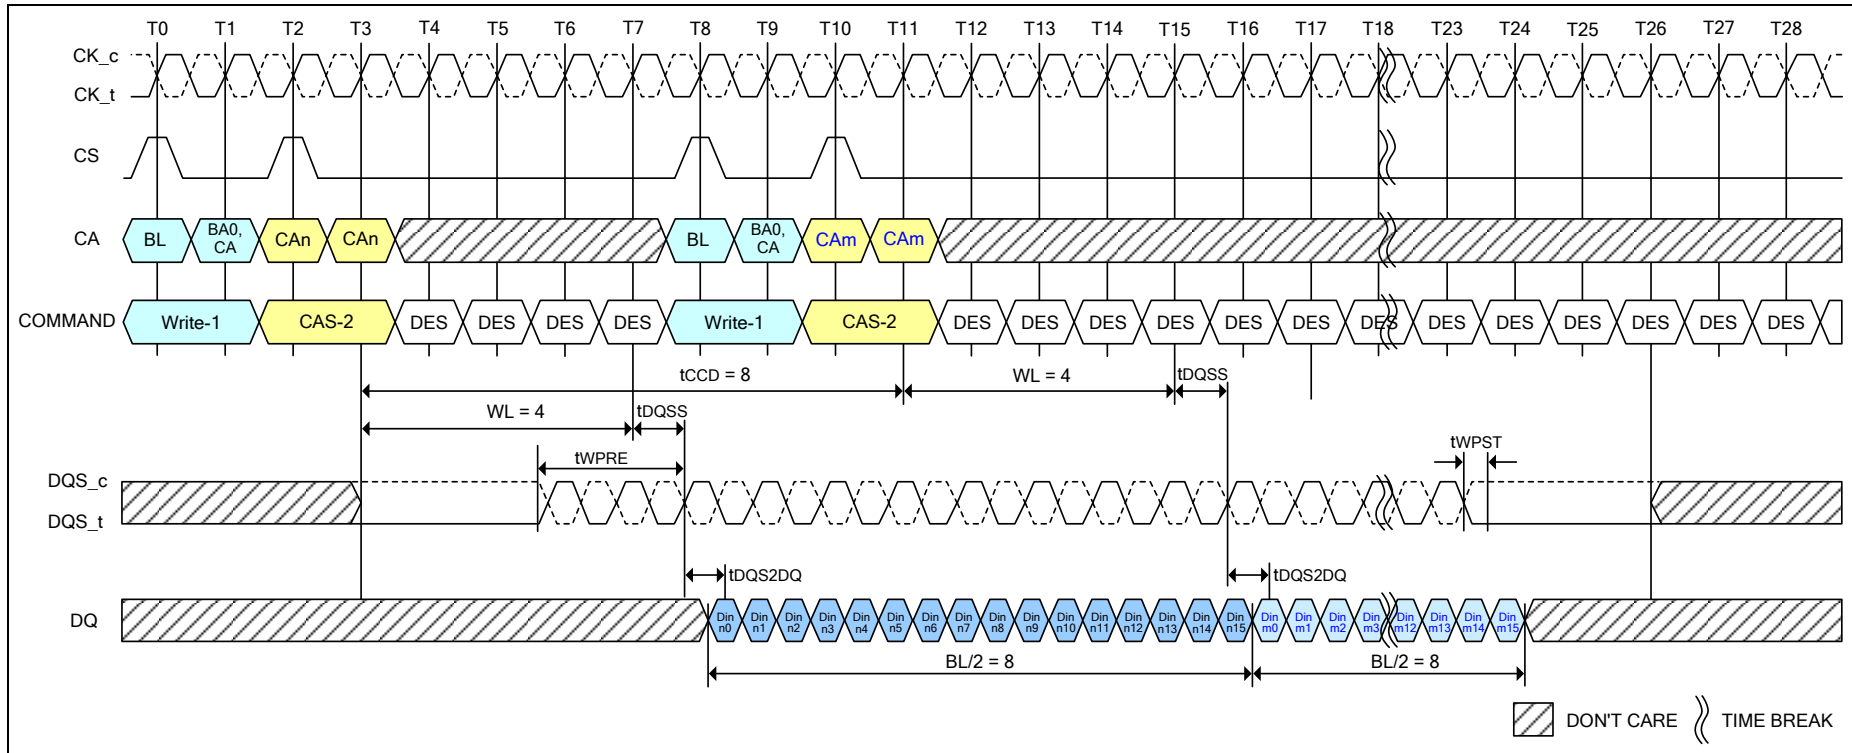 T0 T1 T2 T3 T4 T5 T6 T7 T8 T9 T10 T11 T12 T13 T14 T15 T16 T17 T18 T23 T24 T25 T26 T27 T28
CK_c
CK_t
CS
CA BL BA0, CA CAn CAn BL BA0, CA CAm CAm
COMMAND Write-1 CAS-2 DES DES DES DES Write-1 CAS-2 DES DES DES DES DES DES DES DES DES DES DES DES DES
tCCD = 8 WL = 4 tDQSS
WL = 4 tDQSS
tWPRE tWPST
DQS_c
DQS_t
tDQS2DQ tDQS2DQ
DQ Din n0 Din n1 Din n2 Din n3 Din n4 Din n5 Din n6 Din n7 Din n8 Din n9 Din n10 Din n11 Din n12 Din n13 Din n14 Din n15 Din m0 Din m1 Din m2 Din m3 Din m12 Din m13 Din m14 Din m15
BL/2 = 8 BL/2 = 8
DON'T CARE TIME BREAK